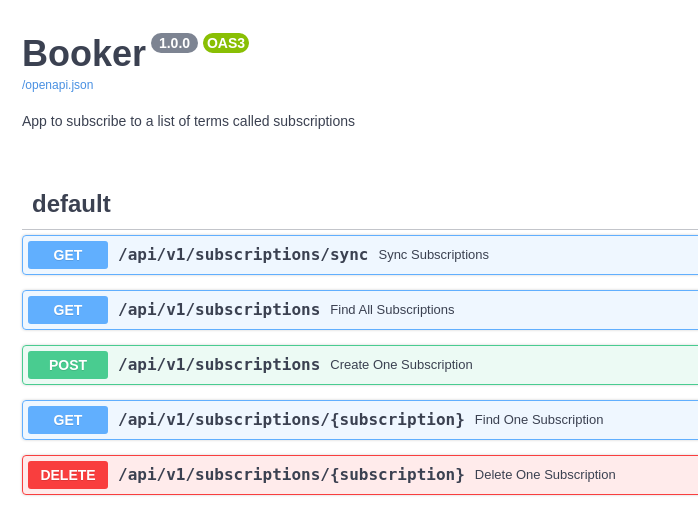 Booker 1.0.0 OAS3
/openapi.json
App to subscribe to a list of terms called subscriptions
default
GET /api/v1/subscriptions/sync Sync Subscriptions
GET /api/v1/subscriptions Find All Subscriptions
POST /api/v1/subscriptions Create One Subscription
GET /api/v1/subscriptions/{subscription} Find One Subscription
DELETE /api/v1/subscriptions/{subscription} Delete One Subscription